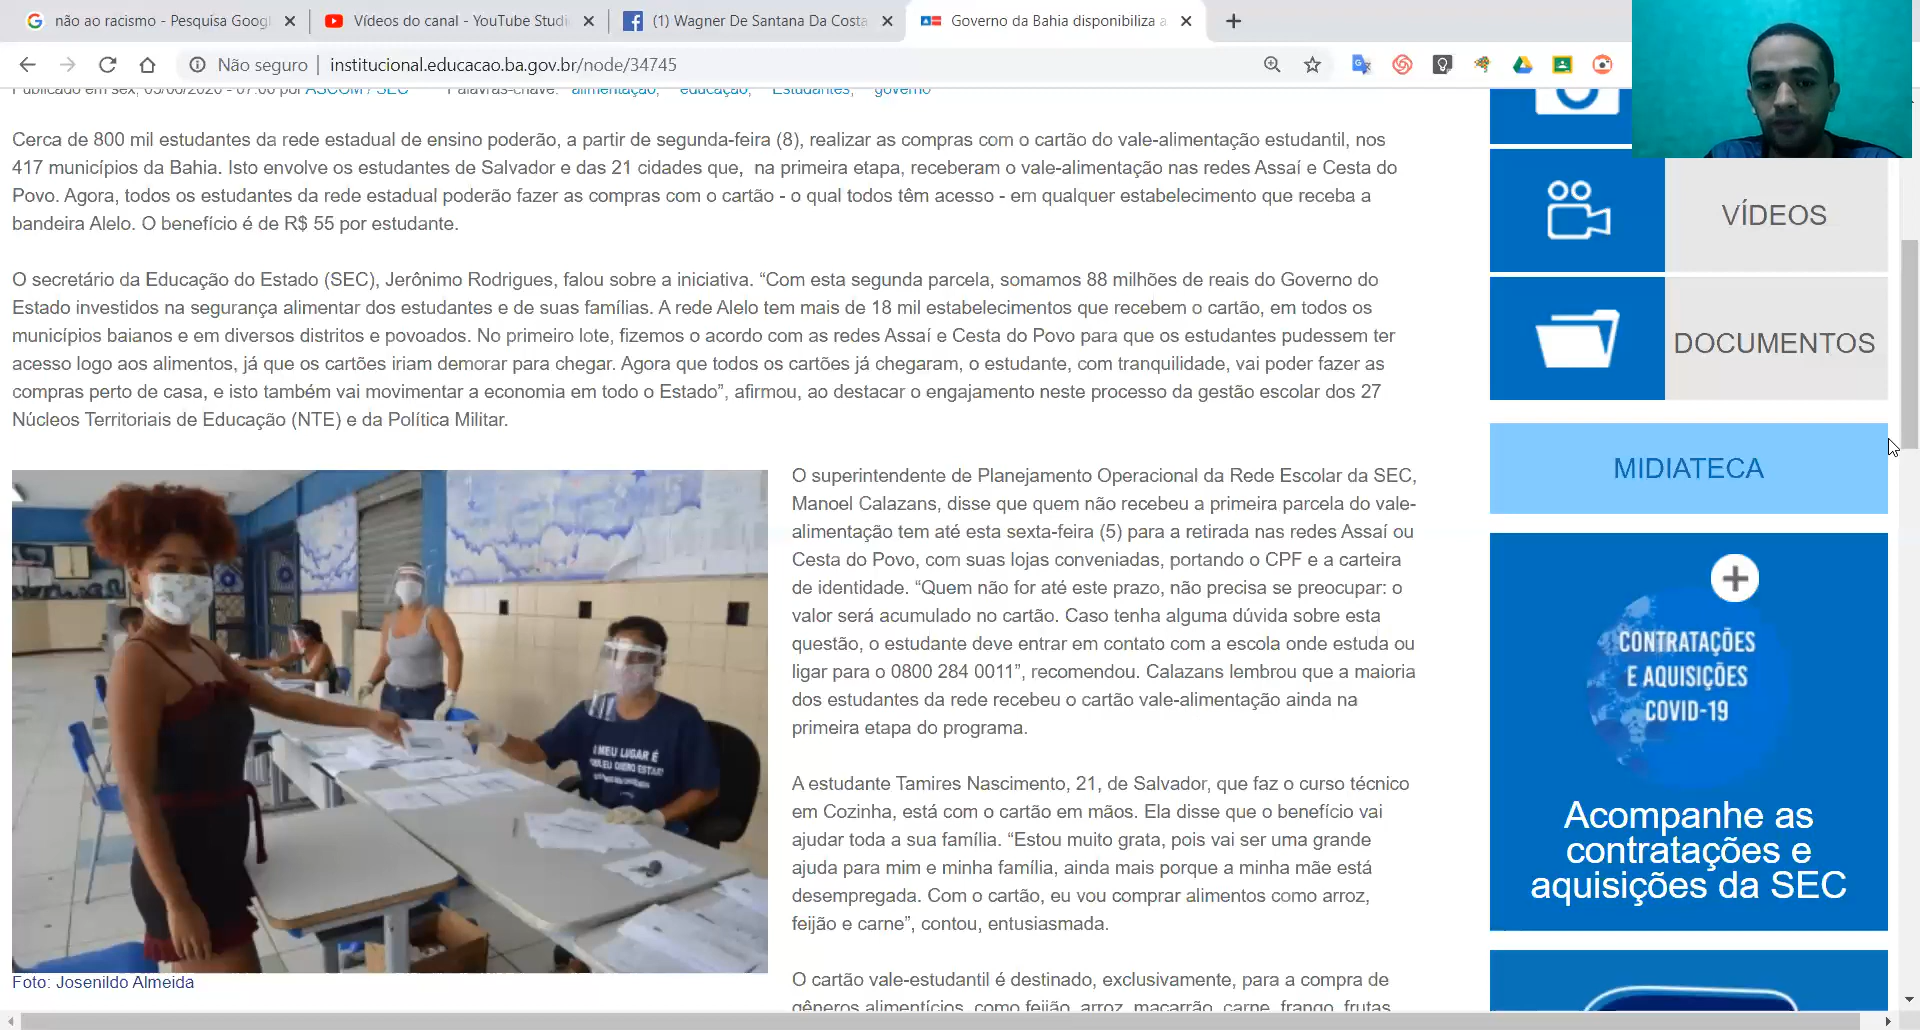 não ao racismo - Pesquisa Goog
Vídeos do canal - YouTube Studi
(1) Wagner De Santana Da Costa
Governo da Bahia disponibiliza a
Não seguro
institucional.educacao.ba.gov.br/node/34745
Publicado em sex, 05/06/2020 - 07:00 por ASCOM / SEC Palavras-chave: alimentação, educação, Estudantes, governo
Cerca de 800 mil estudantes da rede estadual de ensino poderão, a partir de segunda-feira (8), realizar as compras com o cartão do vale-alimentação estudantil, nos
417 municípios da Bahia. Isto envolve os estudantes de Salvador e das 21 cidades que, na primeira etapa, receberam o vale-alimentação nas redes Assaí e Cesta do
Povo. Agora, todos os estudantes da rede estadual poderão fazer as compras com o cartão - o qual todos têm acesso - em qualquer estabelecimento que receba a
bandeira Alelo. O benefício é de R$ 55 por estudante.
O secretário da Educação do Estado (SEC), Jerônimo Rodrigues, falou sobre a iniciativa. “Com esta segunda parcela, somamos 88 milhões de reais do Governo do
Estado investidos na segurança alimentar dos estudantes e de suas famílias. A rede Alelo tem mais de 18 mil estabelecimentos que recebem o cartão, em todos os
municípios baianos e em diversos distritos e povoados. No primeiro lote, fizemos o acordo com as redes Assaí e Cesta do Povo para que os estudantes pudessem ter
acesso logo aos alimentos, já que os cartões iriam demorar para chegar. Agora que todos os cartões já chegaram, o estudante, com tranquilidade, vai poder fazer as
compras perto de casa, e isto também vai movimentar a economia em todo o Estado”, afirmou, ao destacar o engajamento neste processo da gestão escolar dos 27
Núcleos Territoriais de Educação (NTE) e da Política Militar.
O superintendente de Planejamento Operacional da Rede Escolar da SEC,
Manoel Calazans, disse que quem não recebeu a primeira parcela do vale-
alimentação tem até esta sexta-feira (5) para a retirada nas redes Assaí ou
Cesta do Povo, com suas lojas conveniadas, portando o CPF e a carteira
de identidade. “Quem não for até este prazo, não precisa se preocupar: o
valor será acumulado no cartão. Caso tenha alguma dúvida sobre esta
questão, o estudante deve entrar em contato com a escola onde estuda ou
ligar para o 0800 284 0011”, recomendou. Calazans lembrou que a maioria
dos estudantes da rede recebeu o cartão vale-alimentação ainda na
primeira etapa do programa.
A estudante Tamires Nascimento, 21, de Salvador, que faz o curso técnico
em Cozinha, está com o cartão em mãos. Ela disse que o benefício vai
ajudar toda a sua família. “Estou muito grata, pois vai ser uma grande
ajuda para mim e minha família, ainda mais porque a minha mãe está
desempregada. Com o cartão, eu vou comprar alimentos como arroz,
feijão e carne”, contou, entusiasmada.
O cartão vale-estudantil é destinado, exclusivamente, para a compra de
gêneros alimentícios, como feijão, arroz, macarrão, carne, frango, frutas,
O MEU LUGAR É
Foto: Josenildo Almeida
VÍDEOS
DOCUMENTOS
MIDIATECA
CONTRATAÇÕES
E AQUISIÇÕES
COVID-19
Acompanhe as
contratações e
aquisições da SEC